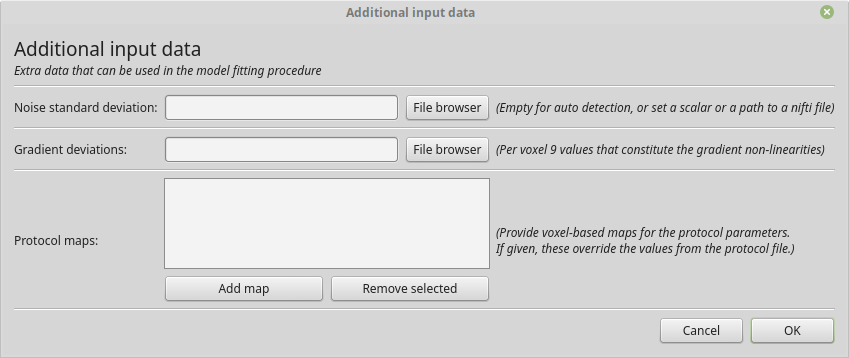 Additional input data
Additional input data
Extra data that can be used in the model fitting procedure
Noise standard deviation: File browser (Empty for auto detection, or set a scalar or a path to a nifti file)
Gradient deviations: File browser (Per voxel 9 values that constitute the gradient non-linearities)
Protocol maps:
(Provide voxel-based maps for the protocol parameters.
If given, these override the values from the protocol file.)
Add map Remove selected
Cancel OK